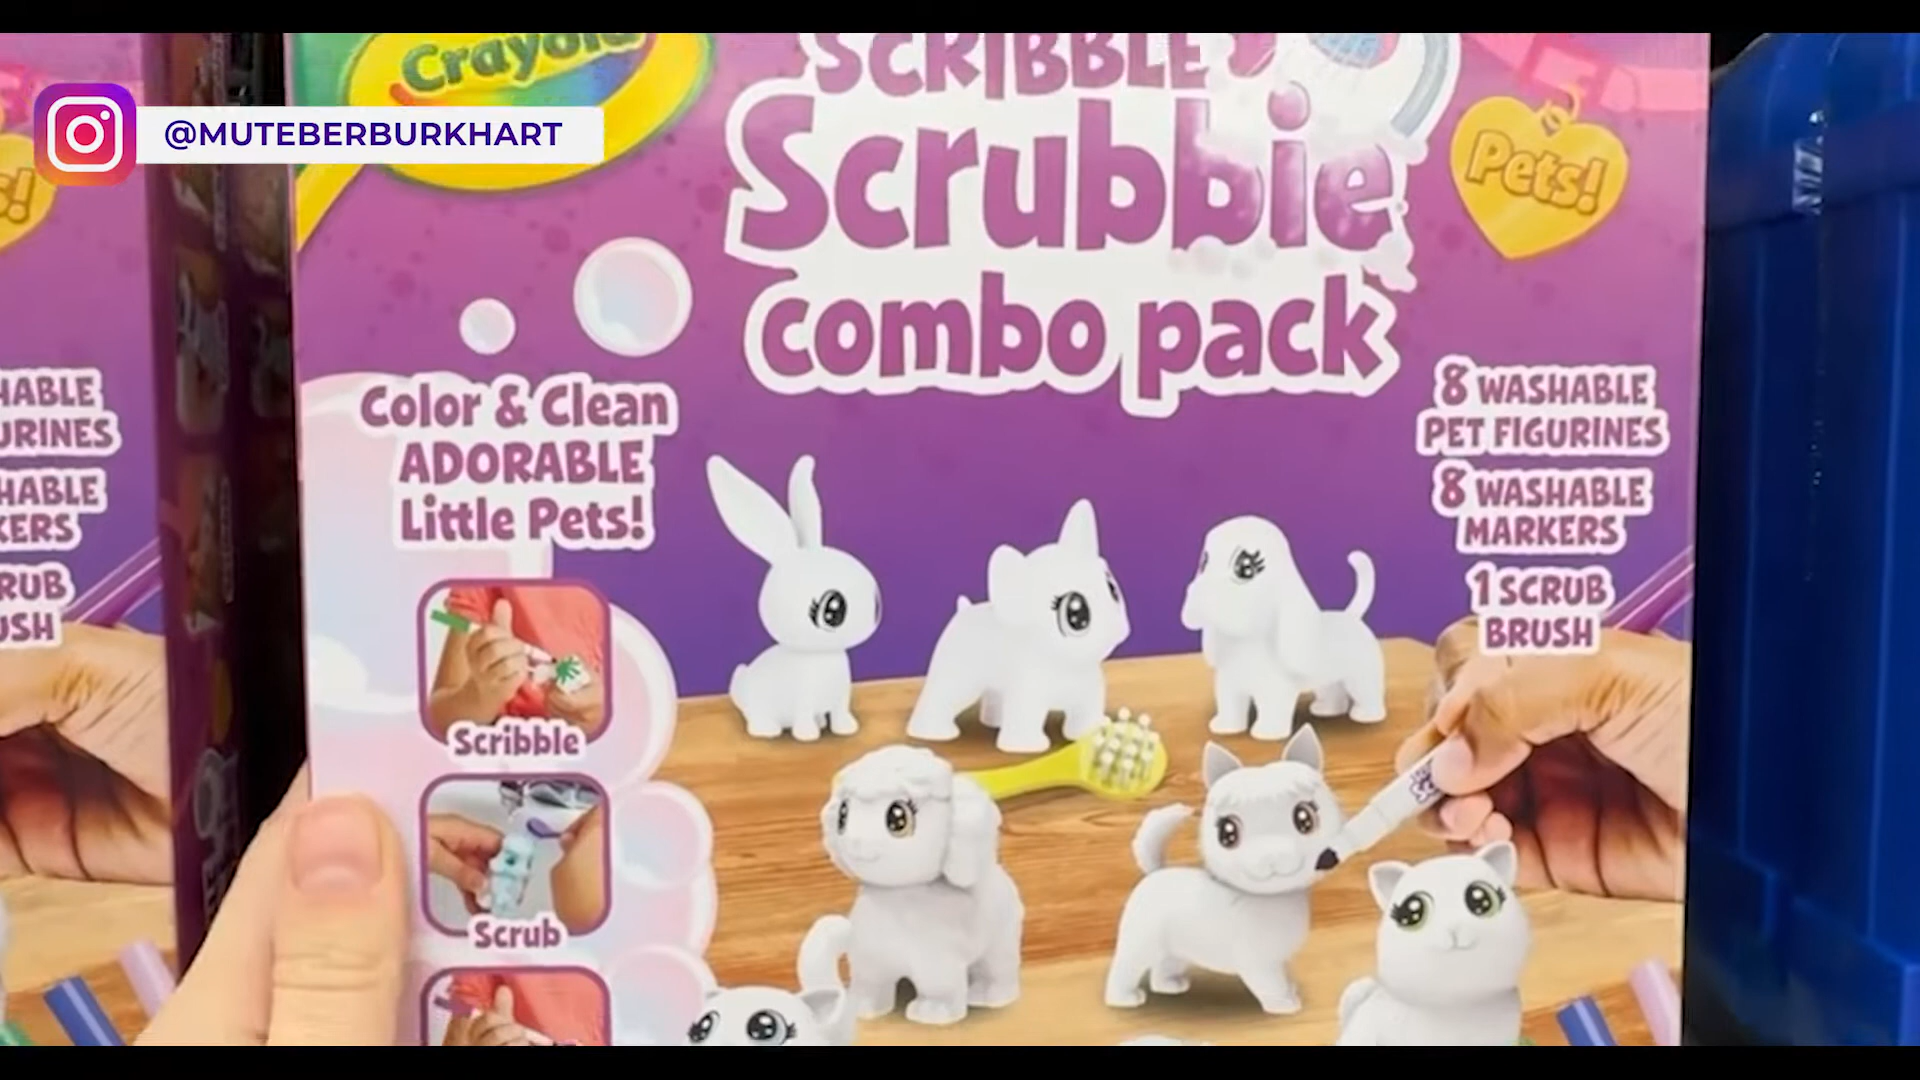 Crayola
@MUTEBERBURKHART
SCRIBBLE
Scrubbie
combo pack
Pets!
Color & Clean
ADORABLE
Little Pets!
8 WASHABLE
PET FIGURINES
8 WASHABLE
MARKERS
1 SCRUB
BRUSH
Scribble
Scrub
s!
HABLE
URINES
HABLE
KERS
RUB
USH